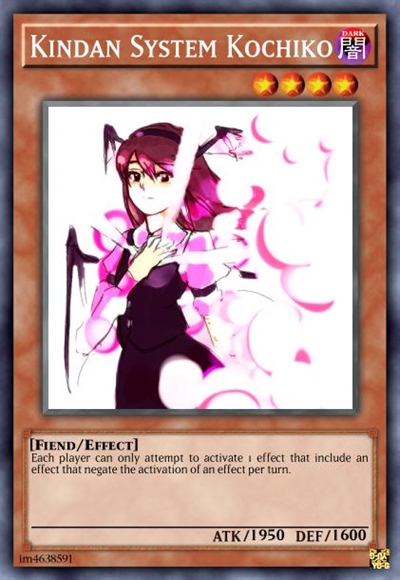 Kindan System Kochiko
DARK
闇
[Fiend/Effect]
Each player can only attempt to activate 1 effect that include an
effect that negate the activation of an effect per turn.
ATK/1950 DEF/1600
im4638591